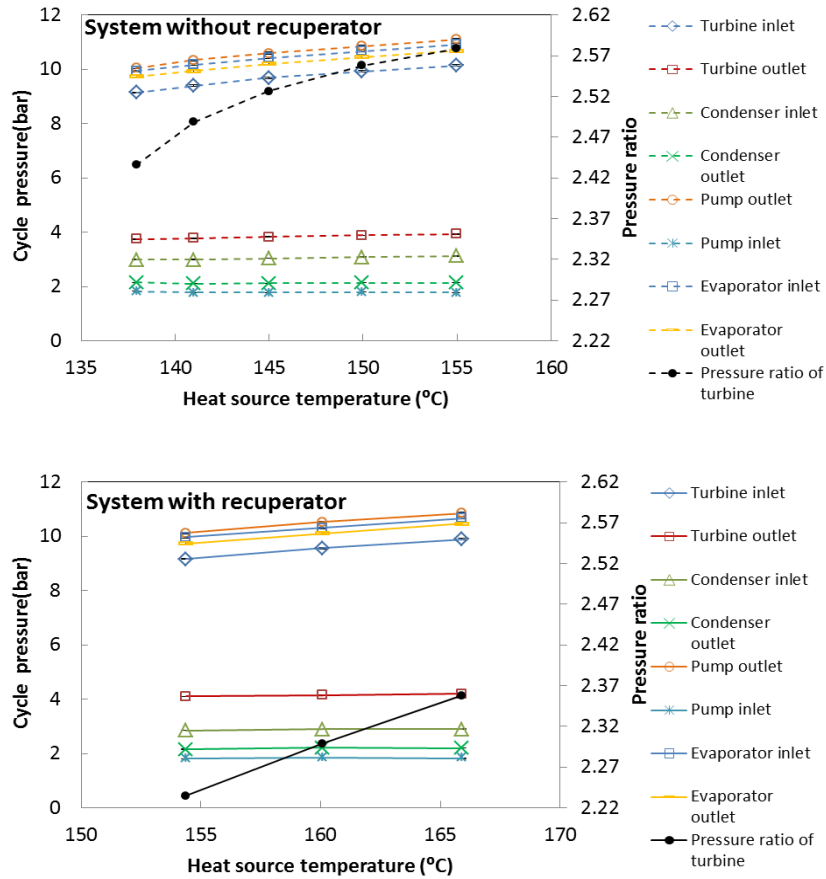 System without recuperator
12
10
8
6
4
2
0
Cycle pressure(bar)
2.62
2.57
2.52
2.47
2.42
2.37
2.32
2.27
2.22
Pressure ratio
135
140
145
150
155
160
Heat source temperature (ºC)
Turbine inlet
Turbine outlet
Condenser inlet
Condenser
outlet
Pump outlet
Pump inlet
Evaporator inlet
Evaporator
outlet
Pressure ratio of
turbine
System with recuperator
12
10
8
6
4
2
0
Cycle pressure(bar)
2.62
2.57
2.52
2.47
2.42
2.37
2.32
2.27
2.22
Pressure ratio
150
155
160
165
170
Heat source temperature (ºC)
Turbine inlet
Turbine outlet
Condenser inlet
Condenser
outlet
Pump outlet
Pump inlet
Evaporator inlet
Evaporator
outlet
Pressure ratio of
turbine